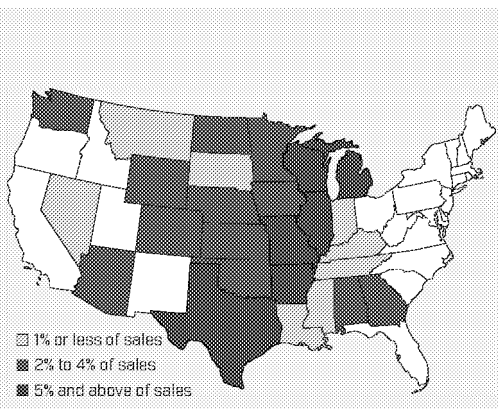 1% or less of sales
2% to 4% of sales
5% and above of sales